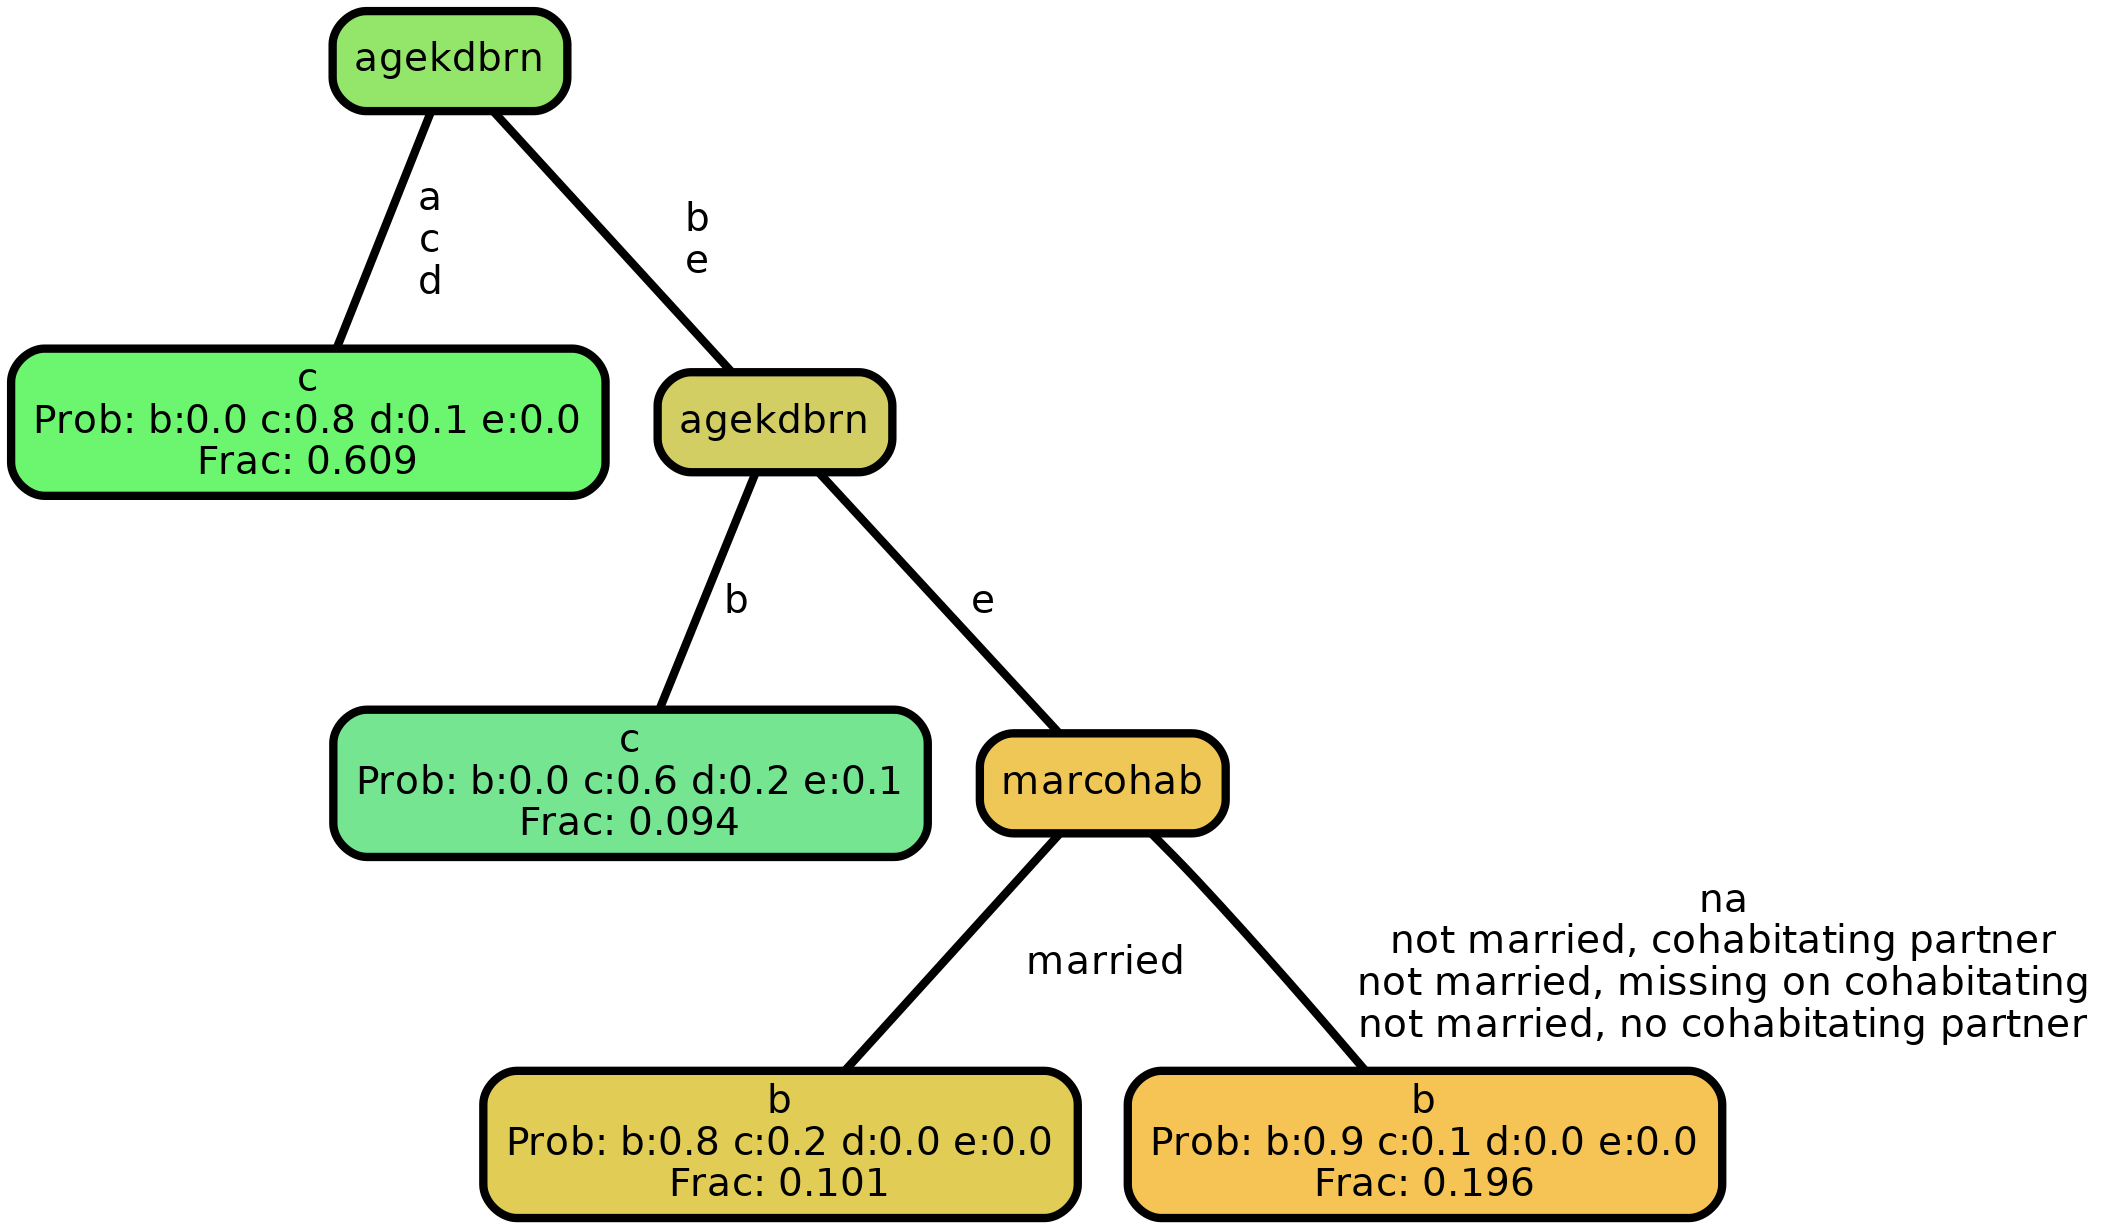 agekdbrn
a
c
d
b
e
c
Prob: b:0.0 c:0.8 d:0.1 e:0.0
Frac: 0.609
agekdbrn
b
e
c
Prob: b:0.0 c:0.6 d:0.2 e:0.1
Frac: 0.094
marcohab
married
na
not married, cohabitating partner
not married, missing on cohabitating
not married, no cohabitating partner
b
Prob: b:0.8 c:0.2 d:0.0 e:0.0
Frac: 0.101
b
Prob: b:0.9 c:0.1 d:0.0 e:0.0
Frac: 0.196